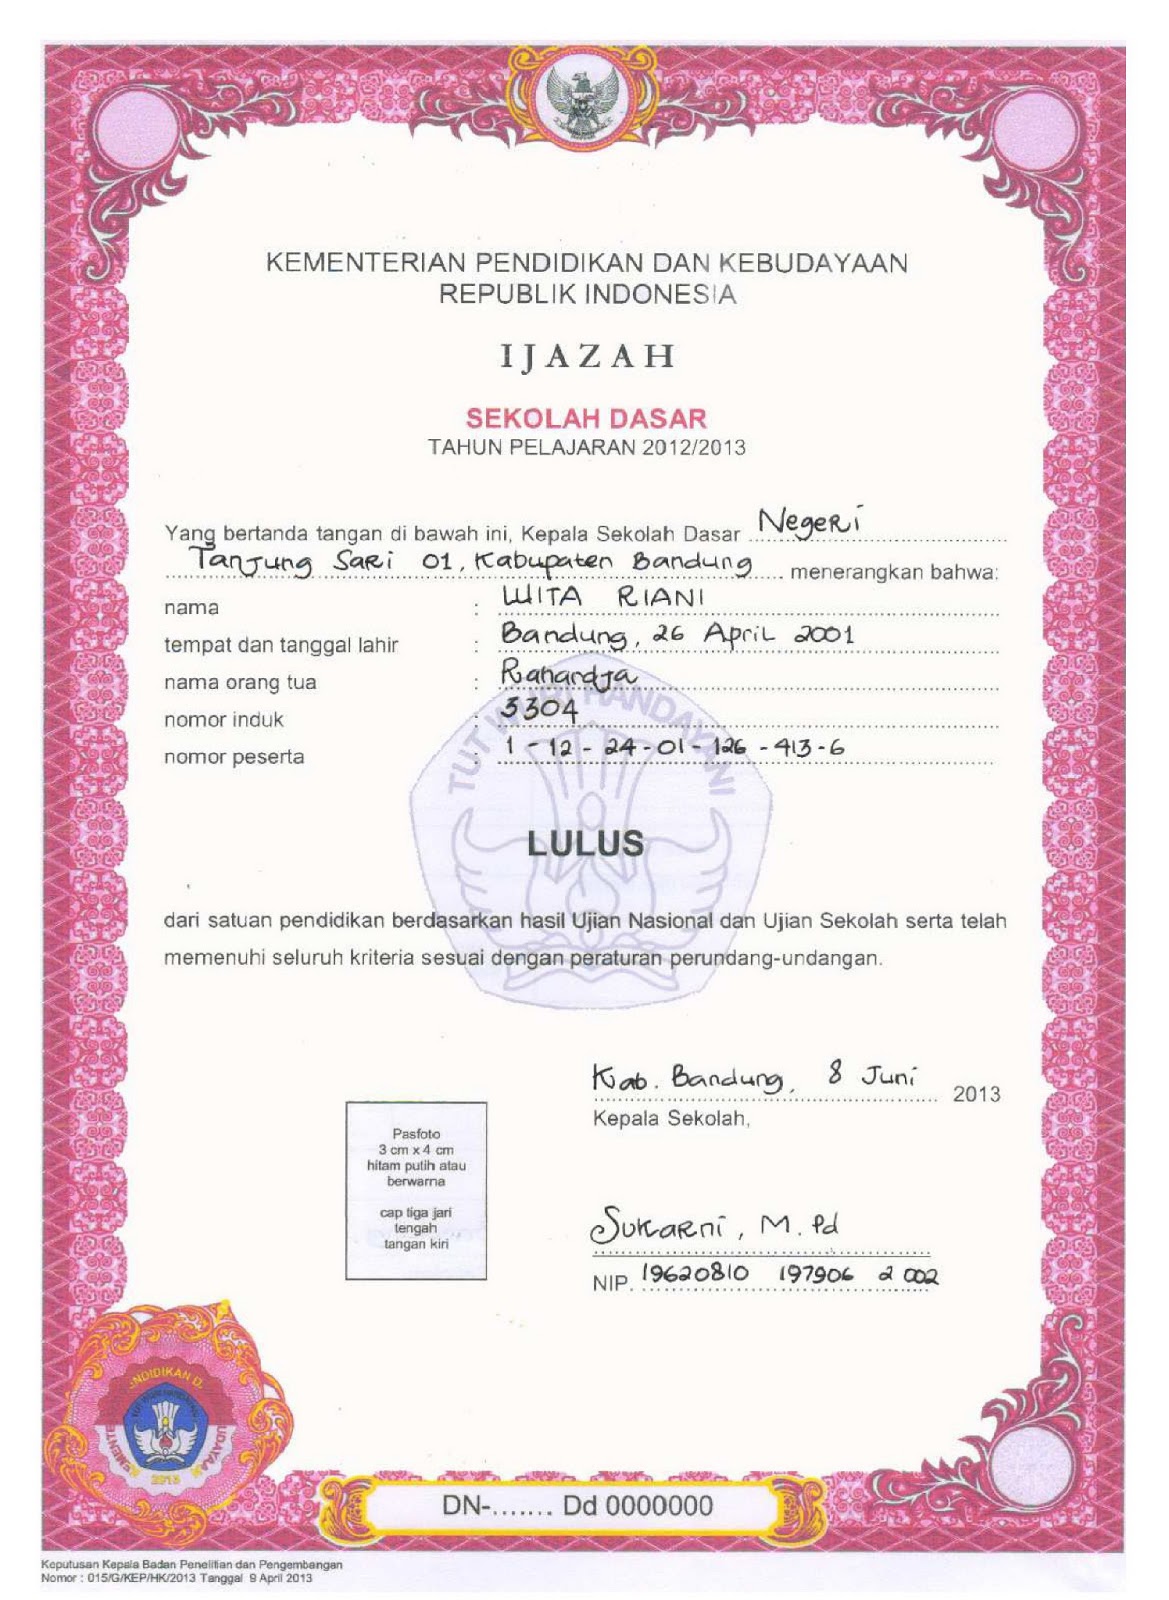 KEMENTERIAN PENDIDIKAN DAN KEBUDAYAAN
REPUBLIK INDONESIA
IJAZAH
SEKOLAH DASAR
TAHUN PELAJARAN 2012/2013
Yang bertanda tangan di bawah ini, Kepala Sekolah Dasar Negeri
Tanjung Sari 01, Kabupaten Bandung menerangkan bahwa:
nama : WITA RIANI
tempat dan tanggal lahir : Bandung, 26 April 2001
nama orang tua : Rahardja
nomor induk : 3304
nomor peserta : 1 - 12 - 24 - 01 - 126 - 413 - 6
TUT WURI HANDAYANI
LULUS
dari satuan pendidikan berdasarkan hasil Ujian Nasional dan Ujian Sekolah serta telah
memenuhi seluruh kriteria sesuai dengan peraturan perundang-undangan.
Kab. Bandung, 8 Juni 2013
Kepala Sekolah,
Pasfoto
3 cm x 4 cm
hitam putih atau
berwarna
cap tiga jari
tengah
tangan kiri
Sukarni, M.Pd
NIP. 19620810 197906 2 002
2013
DN-....... Dd 0000000
Keputusan Kepala Badan Penelitian dan Pengembangan
Nomor : 015/G/KEP/HK/2013 Tanggal 9 April 2013